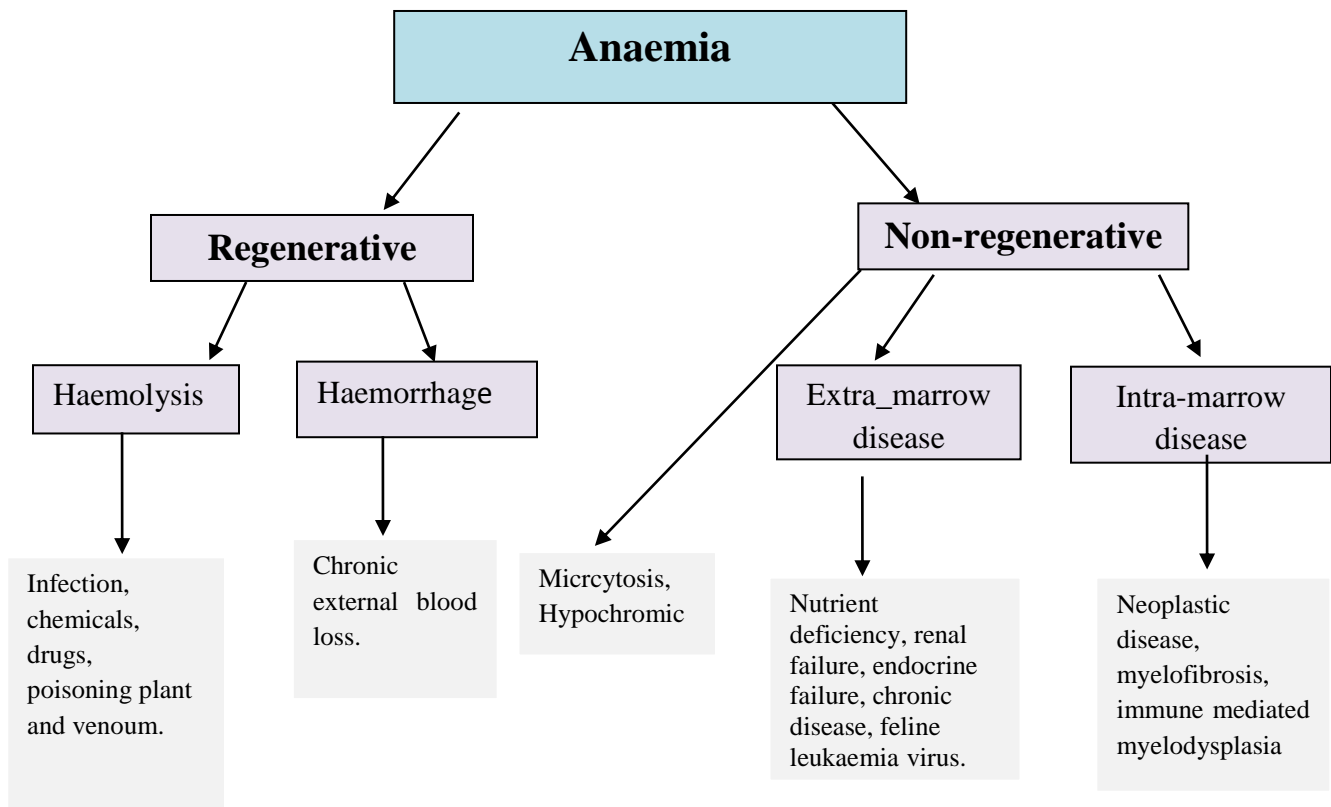 Anaemia
Regenerative
Non-regenerative
Haemolysis
Haemorrhage
Extra_marrow
disease
Intra-marrow
disease
Infection,
chemicals,
drugs,
poisoning plant
and venoum.
Chronic
external blood
loss.
Micrcytosis,
Hypochromic
Nutrient
deficiency, renal
failure, endocrine
failure, chronic
disease, feline
leukaemia virus.
Neoplastic
disease,
myelofibrosis,
immune mediated
myelodysplasia